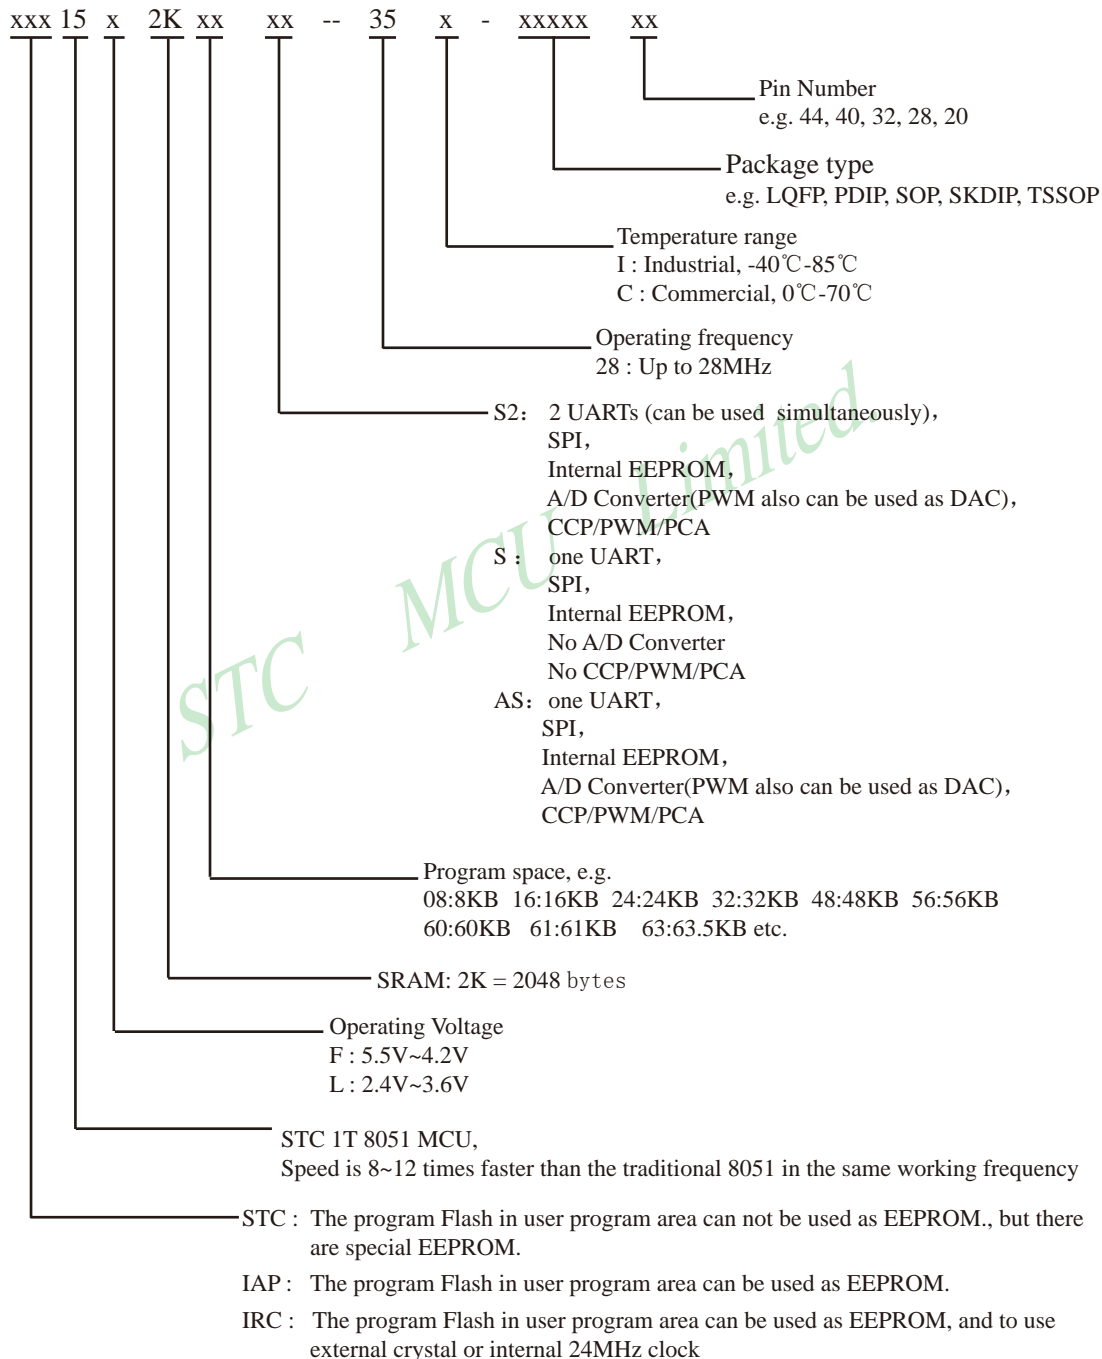 xxx 15 x 2K xx xx -- 35 x - xxxxx xx
Pin Number
e.g. 44, 40, 32, 28, 20
Package type
e.g. LQFP, PDIP, SOP, SKDIP, TSSOP
Temperature range
I : Industrial, -40℃-85℃
C : Commercial, 0℃-70℃
Operating frequency
28 : Up to 28MHz
S2： 2 UARTs (can be used simultaneously)，
SPI，
Internal EEPROM，
A/D Converter(PWM also can be used as DAC)，
CCP/PWM/PCA
S ： one UART，
SPI，
Internal EEPROM，
No A/D Converter
No CCP/PWM/PCA
AS： one UART，
SPI，
Internal EEPROM，
A/D Converter(PWM also can be used as DAC)，
CCP/PWM/PCA
STC MCU Limited.
Program space, e.g.
08:8KB 16:16KB 24:24KB 32:32KB 48:48KB 56:56KB
60:60KB 61:61KB 63:63.5KB etc.
SRAM: 2K = 2048 bytes
Operating Voltage
F : 5.5V~4.2V
L : 2.4V~3.6V
STC 1T 8051 MCU,
Speed is 8~12 times faster than the traditional 8051 in the same working frequency
STC : The program Flash in user program area can not be used as EEPROM., but there
are special EEPROM.
IAP : The program Flash in user program area can be used as EEPROM.
IRC : The program Flash in user program area can be used as EEPROM, and to use
external crystal or internal 24MHz clock